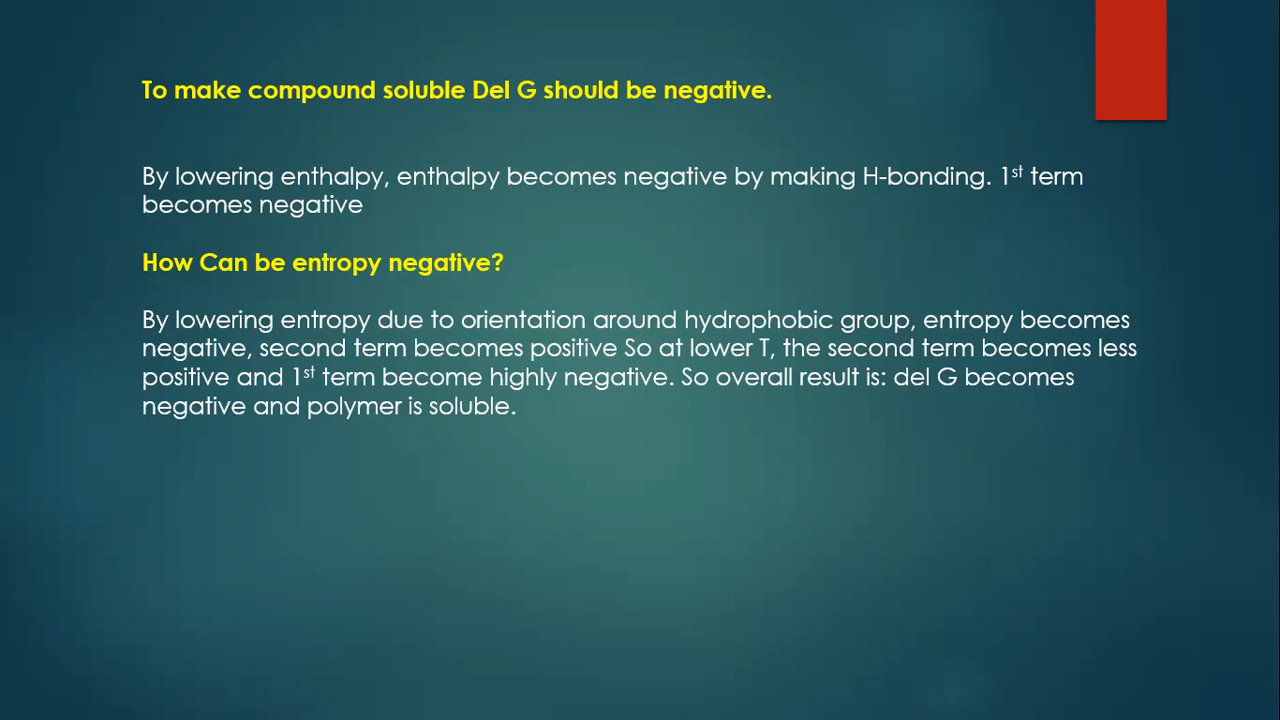 To make compound soluble Del G should be negative.
By lowering enthalpy, enthalpy becomes negative by making H-bonding. 1st term
becomes negative
How Can be entropy negative?
By lowering entropy due to orientation around hydrophobic group, entropy becomes
negative, second term becomes positive So at lower T, the second term becomes less
positive and 1st term become highly negative. So overall result is: del G becomes
negative and polymer is soluble.